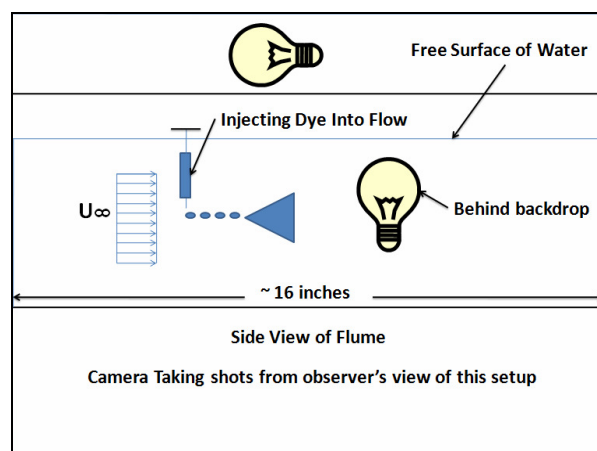 Free Surface of Water
Injecting Dye Into Flow
U∞
Behind backdrop
~ 16 inches
Side View of Flume
Camera Taking shots from observer's view of this setup